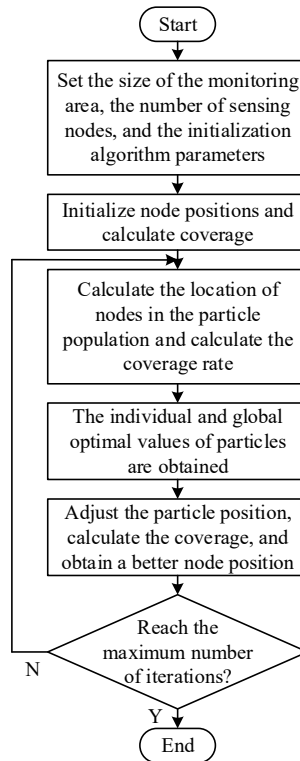 Start
Set the size of the monitoring
area, the number of sensing
nodes, and the initialization
algorithm parameters
Initialize node positions and
calculate coverage
Calculate the location of
nodes in the particle
population and calculate the
coverage rate
The individual and global
optimal values of particles
are obtained
Adjust the particle position,
calculate the coverage, and
obtain a better node position
Reach the
maximum number
of iterations?
N
Y
End